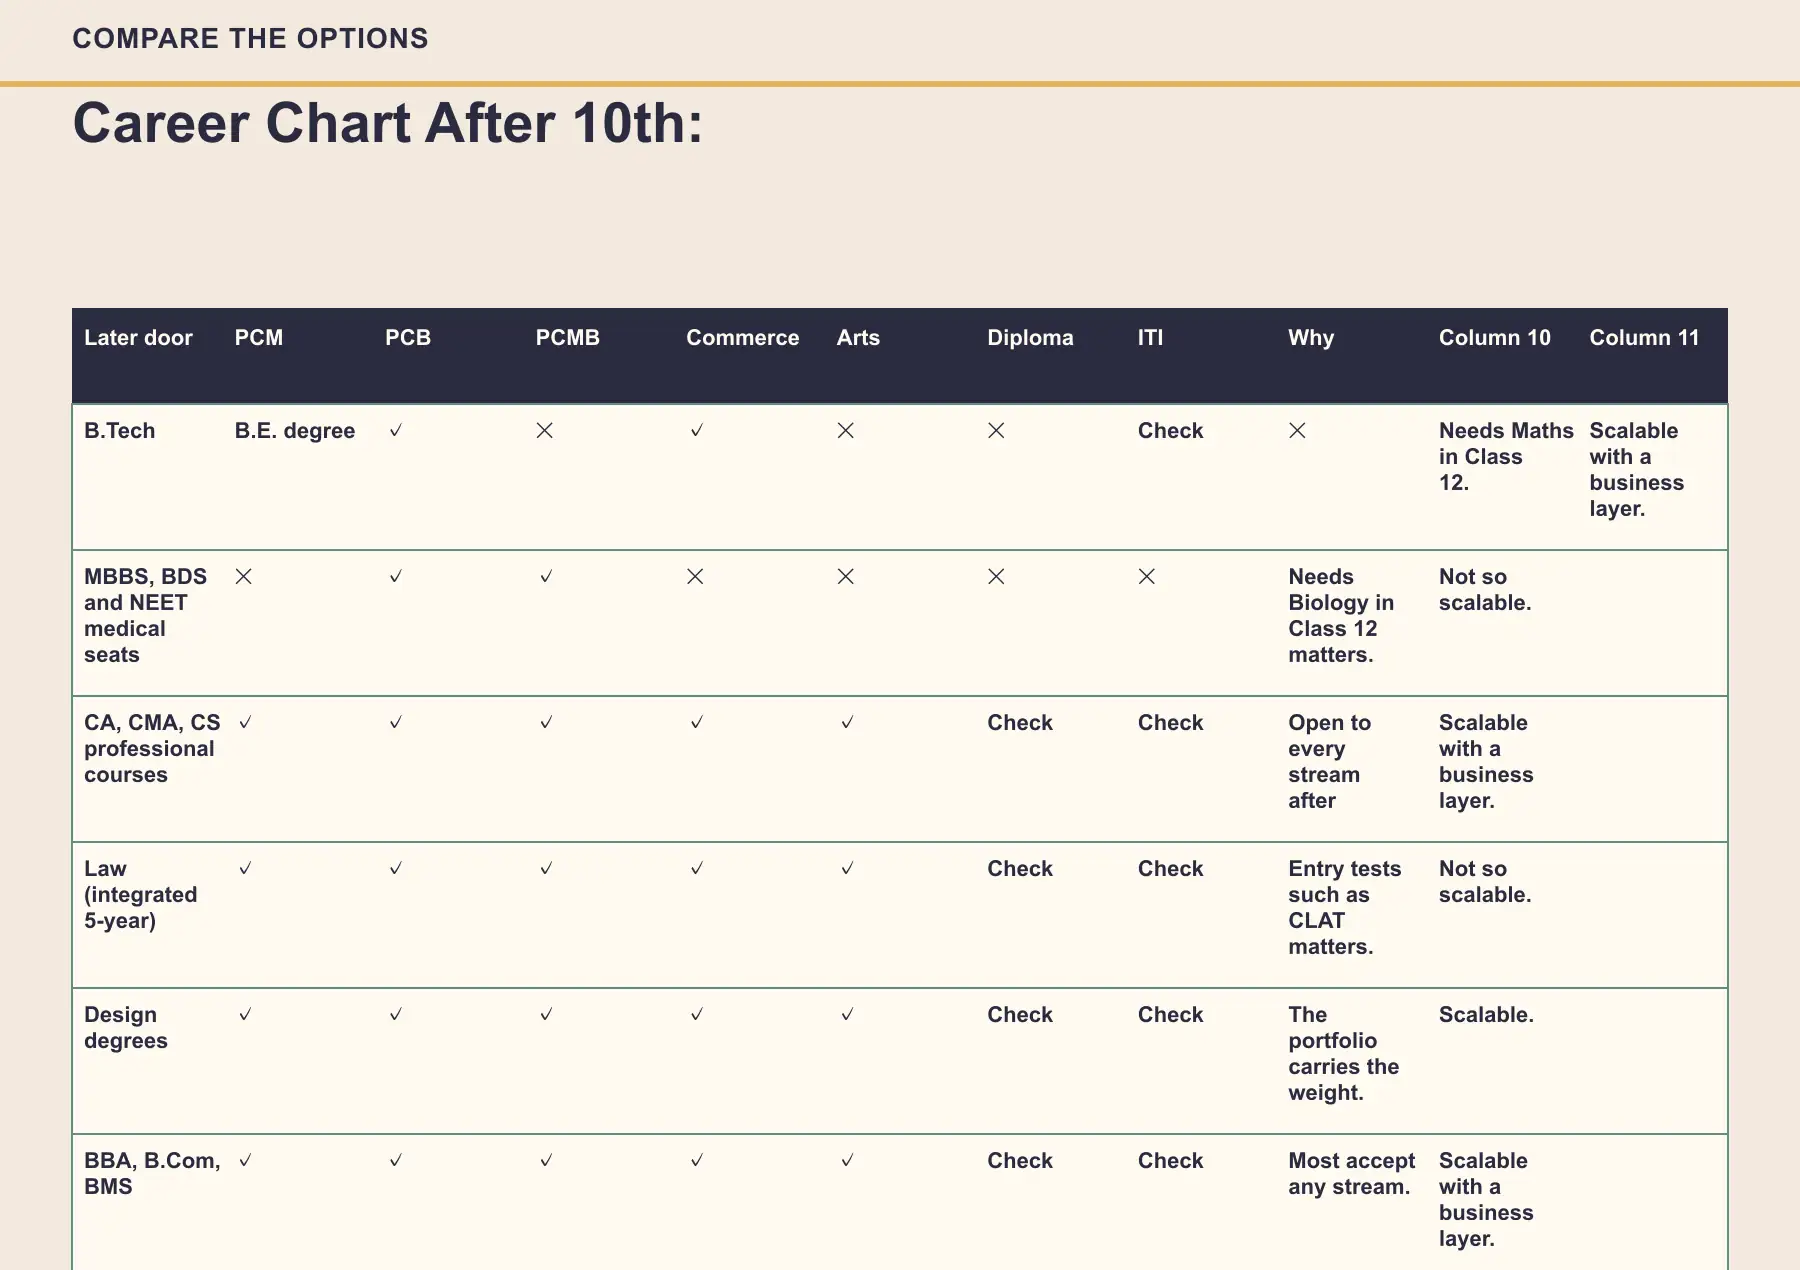 COMPARE THE OPTIONS
Career Chart After 10th:
Later door PCM PCB PCMB Commerce Arts Diploma ITI Why Column 10 Column 11
B.Tech B.E. degree ✓ ✕ ✓ ✕ ✕ Check ✕ Needs Maths Scalable
in Class with a
12. business
layer.
MBBS, BDS ✕ ✓ ✓ ✕ ✕ ✕ ✕ Needs Not so
and NEET Biology in scalable.
medical Class 12
seats matters.
CA, CMA, CS ✓ ✓ ✓ ✓ ✓ Check Check Open to Scalable
professional every with a
courses stream business
after layer.
Law ✓ ✓ ✓ ✓ ✓ Check Check Entry tests Not so
(integrated such as scalable.
5-year) CLAT
matters.
Design ✓ ✓ ✓ ✓ ✓ Check Check The Scalable.
degrees portfolio
carries the
weight.
BBA, B.Com, ✓ ✓ ✓ ✓ ✓ Check Check Most accept Scalable
BMS any stream. with a
business
layer.